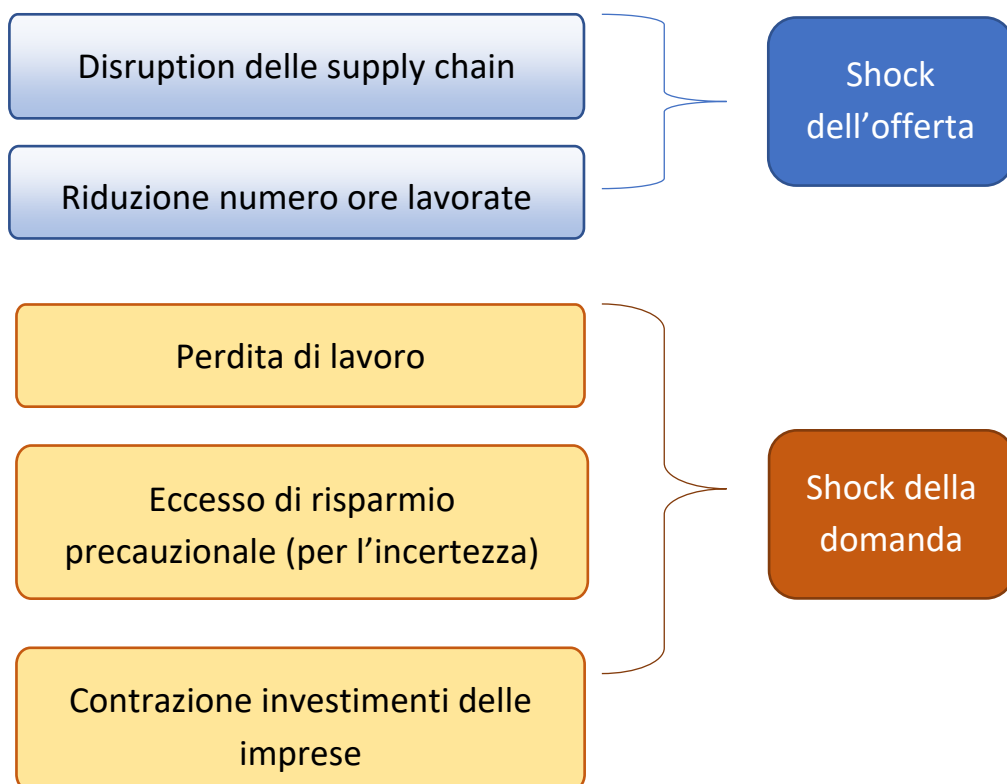 Disruption delle supply chain
Riduzione numero ore lavorate
Shock
dell’offerta
Perdita di lavoro
Eccesso di risparmio
precauzionale (per l’incertezza)
Contrazione investimenti delle
imprese
Shock della
domanda